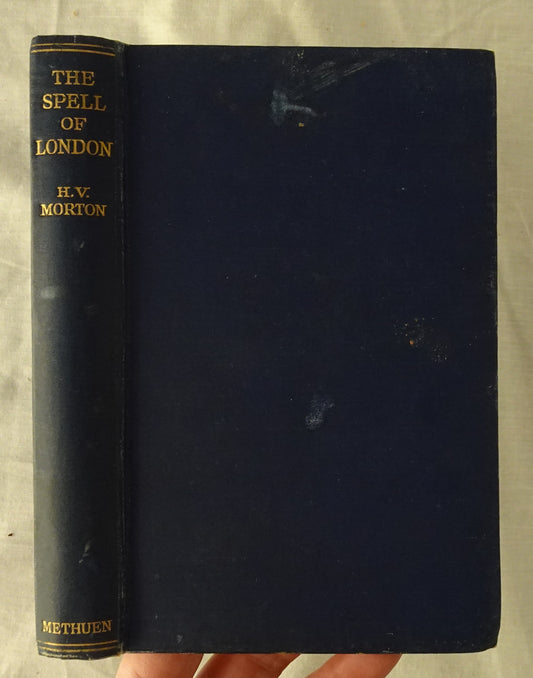 THE
SPELL
OF
LONDON
H.V.
MORTON
METHUEN